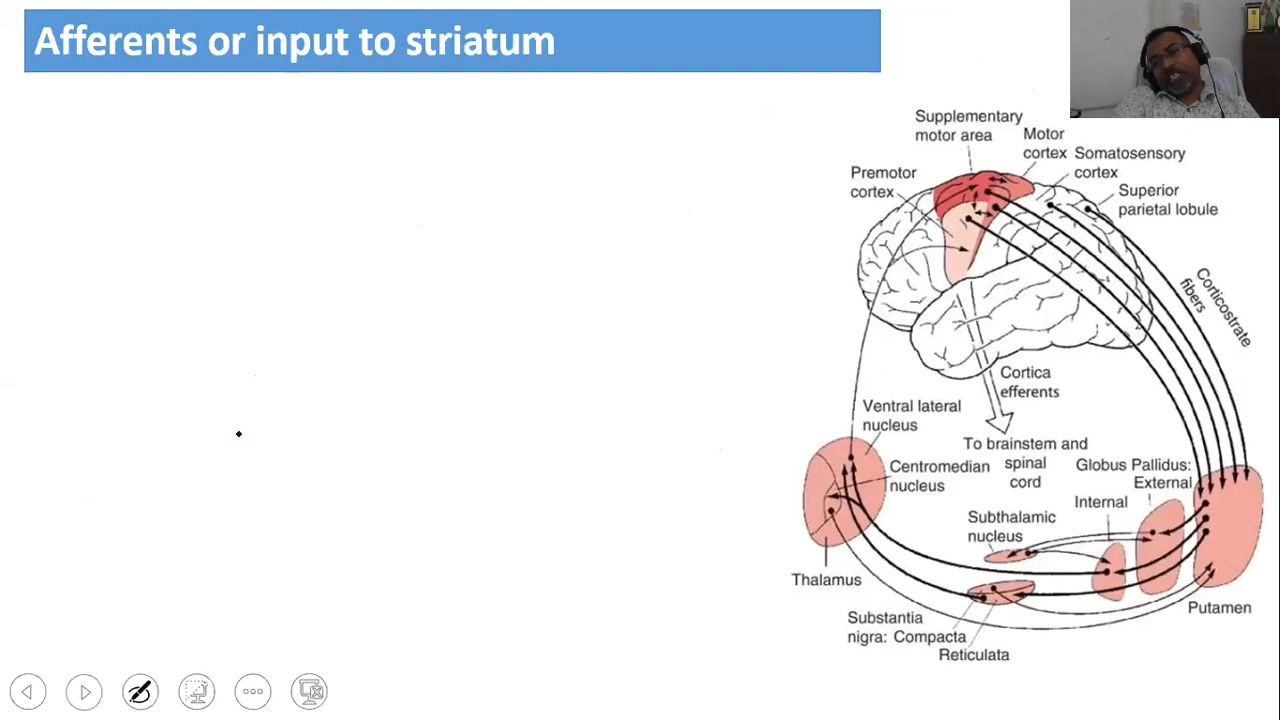 Afferents or input to striatum
Supplementary
motor area
Motor
cortex
Somatosensory
cortex
Premotor
cortex
Superior
parietal lobule
Corticostrate
fibers
Cortica
efferents
Ventral lateral
nucleus
To brainstem and
spinal
cord
Centromedian
nucleus
Globus Pallidus:
External
Internal
Subthalamic
nucleus
Thalamus
Putamen
Substantia
nigra: Compacta
Reticulata